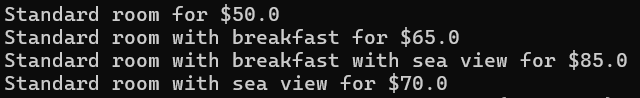 Standard room for $50.0
Standard room with breakfast for $65.0
Standard room with breakfast with sea view for $85.0
Standard room with sea view for $70.0